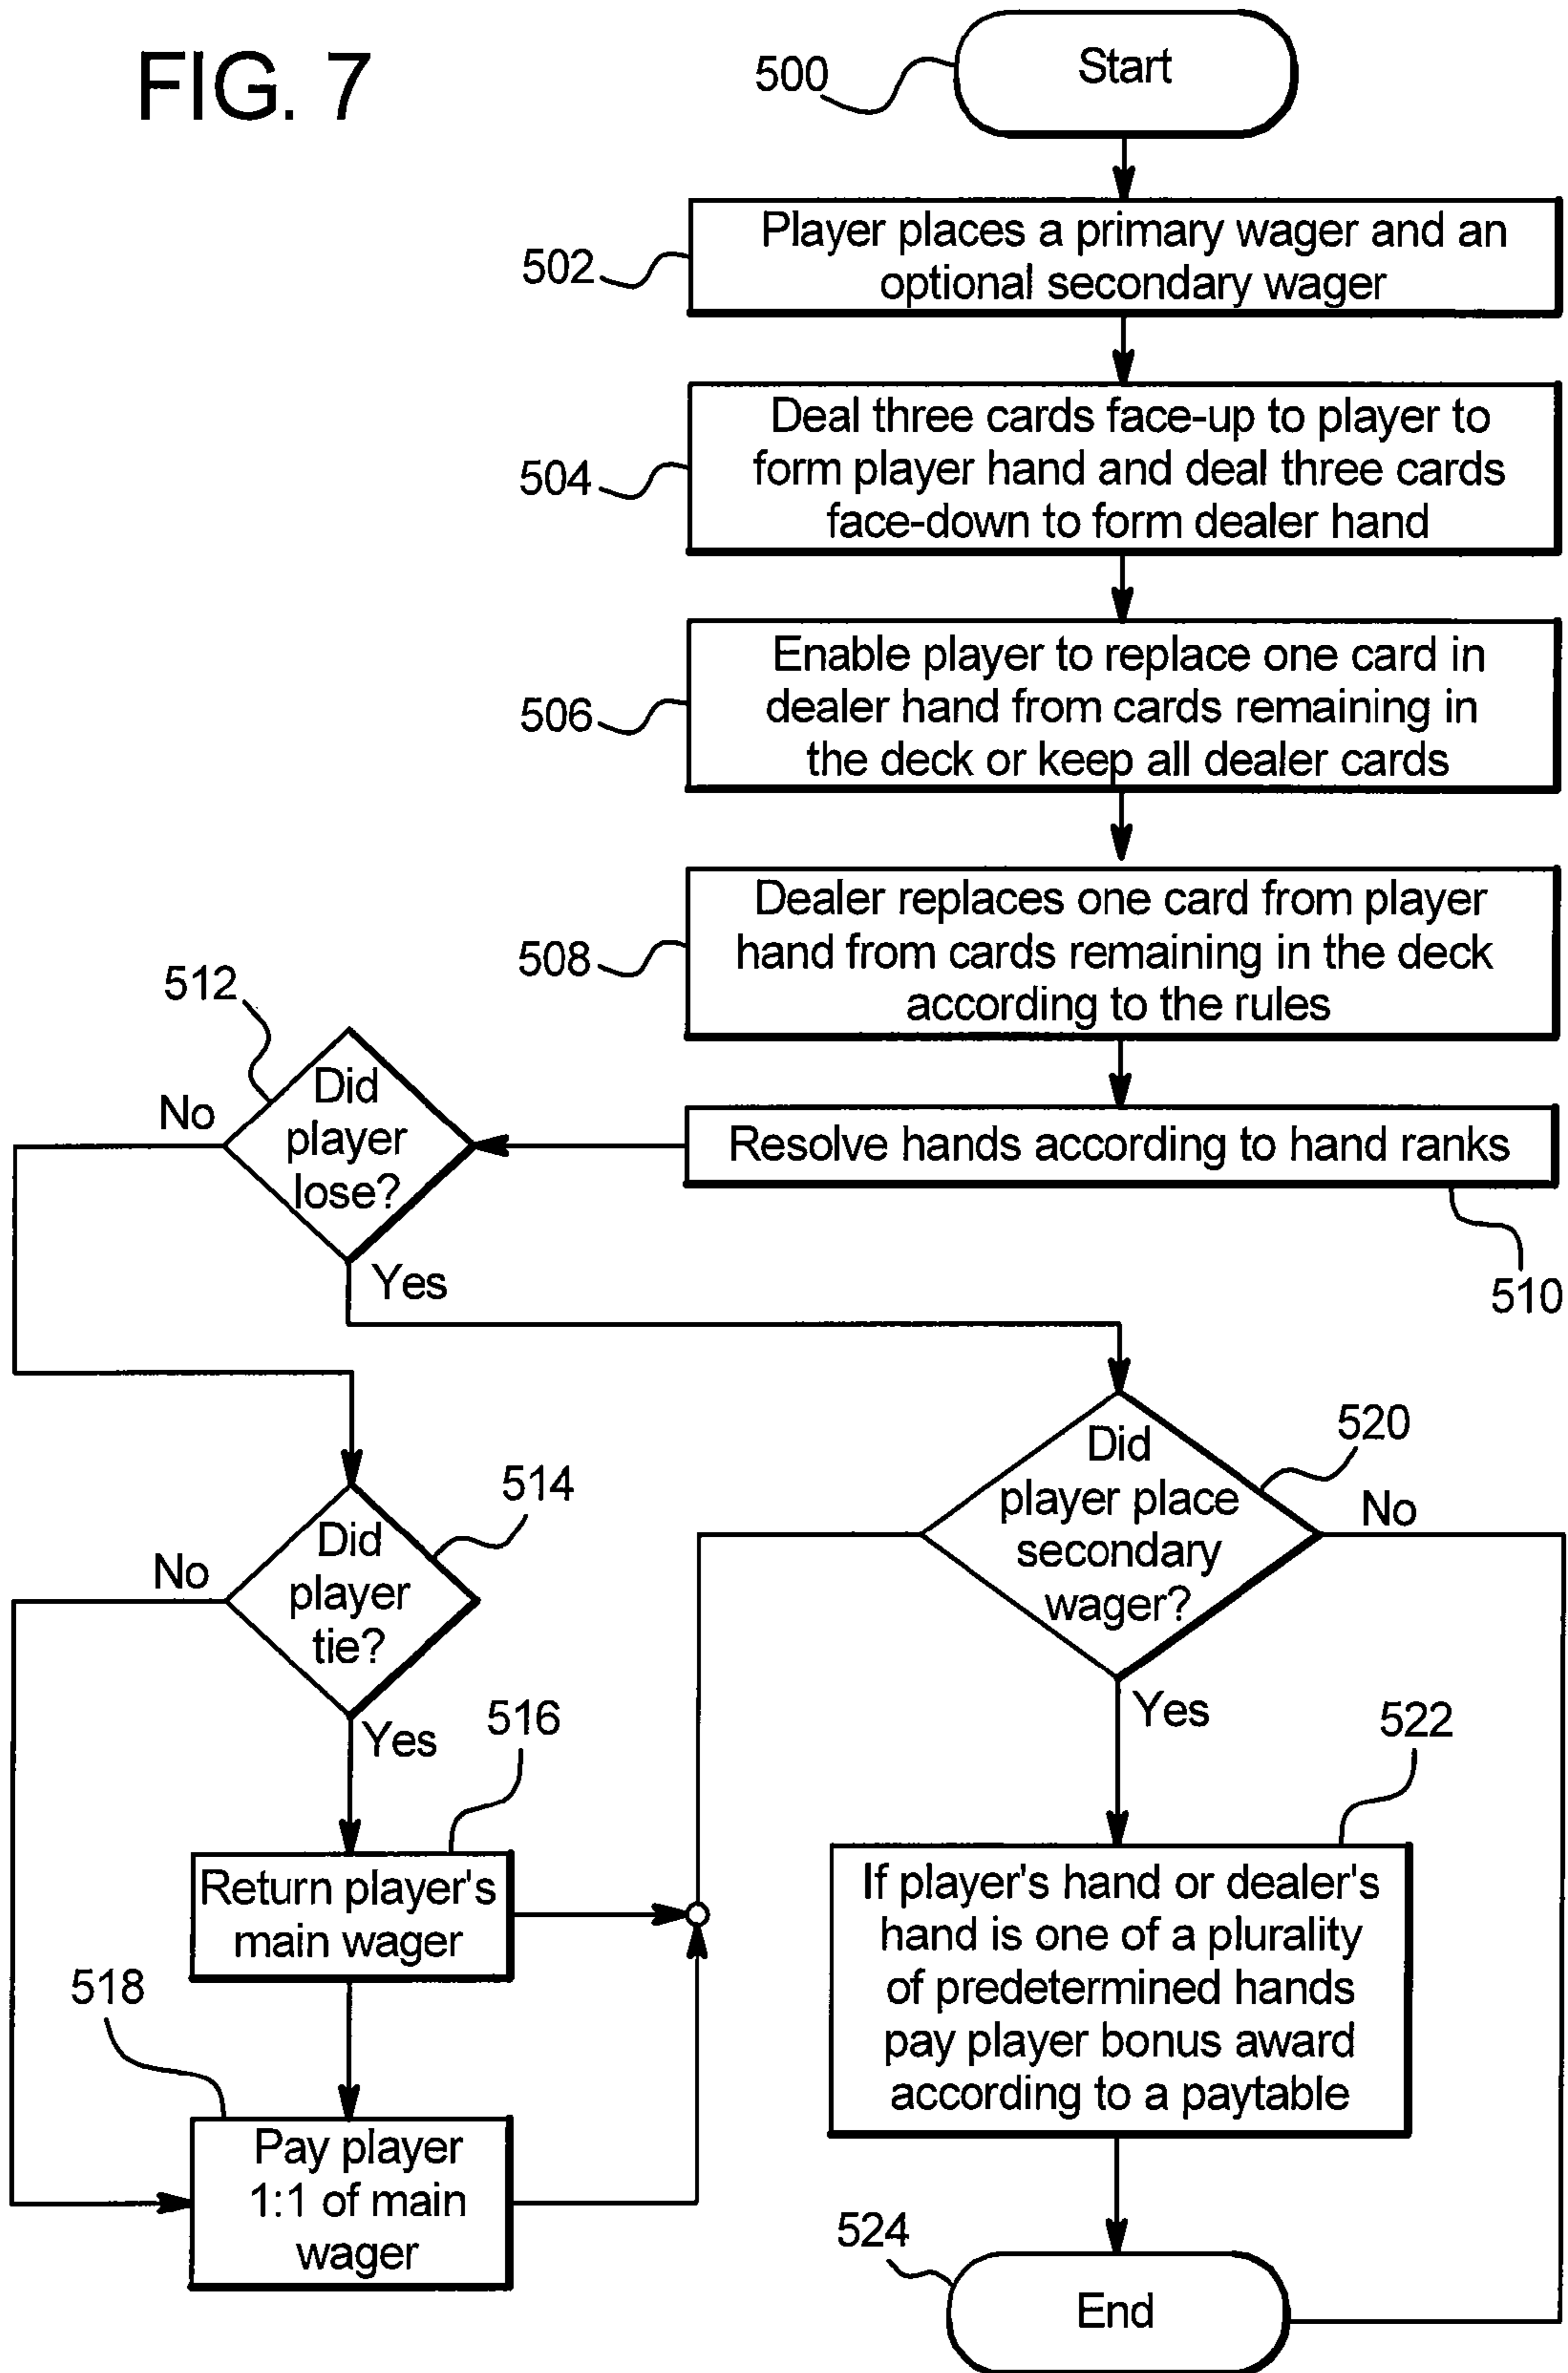 FIG. 7
500
Start
502
Player places a primary wager and an
optional secondary wager
504
Deal three cards face-up to player to
form player hand and deal three cards
face-down to form dealer hand
506
Enable player to replace one card in
dealer hand from cards remaining in
the deck or keep all dealer cards
508
Dealer replaces one card from player
hand from cards remaining in the deck
according to the rules
512
Did
player
lose?
No
Yes
Resolve hands according to hand ranks
510
514
Did
player
tie?
No
Yes
516
Return player's
main wager
518
Pay player
1:1 of main
wager
520
Did
player place
secondary
wager?
No
Yes
522
If player's hand or dealer's
hand is one of a plurality
of predetermined hands
pay player bonus award
according to a paytable
524
End